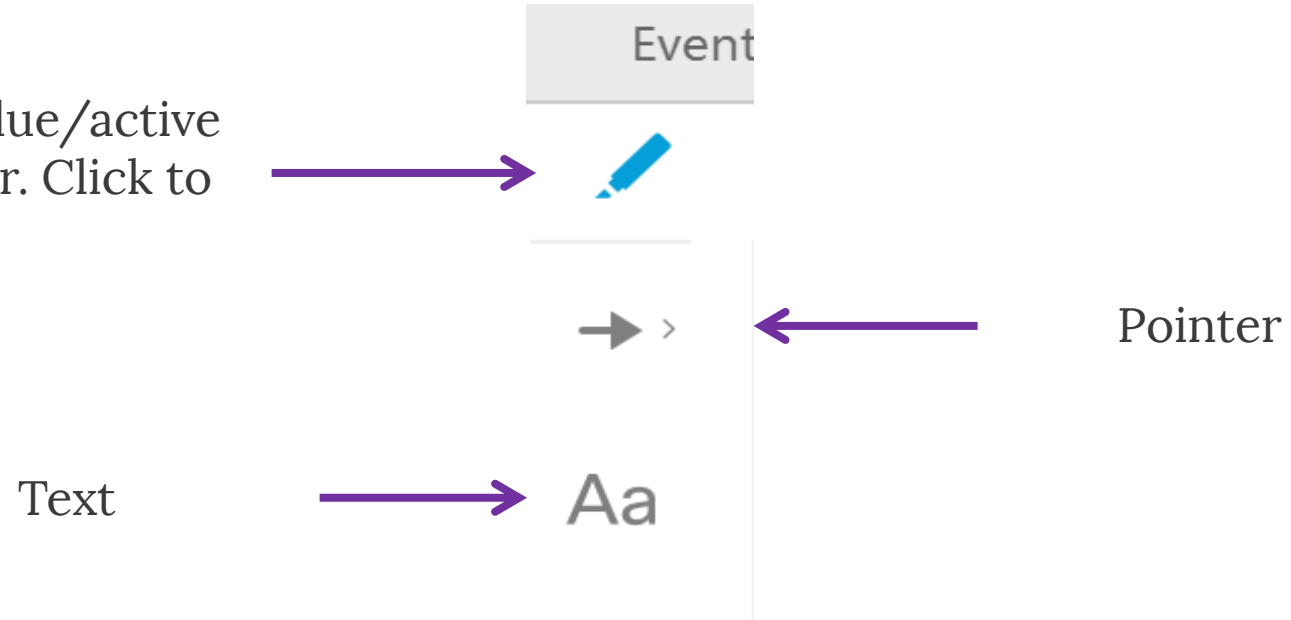 Event
lue/active
r. Click to
Pointer
Text
Aa